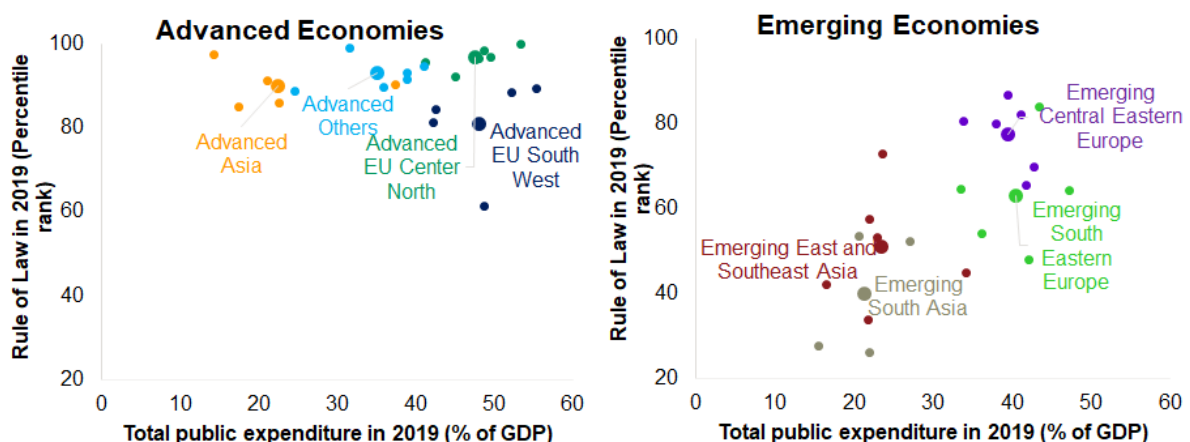 Advanced Economies
Rule of Law in 2019 (Percentile
rank)
100
80
60
40
20
0
10
20
30
40
50
60
Total public expenditure in 2019 (% of GDP)
Advanced
Asia
Advanced
Others
Advanced
EU Center
North
Advanced
EU South
West
Emerging Economies
Rule of Law in 2019 (Percentile
rank)
100
80
60
40
20
0
10
20
30
40
50
60
Total public expenditure in 2019 (% of GDP)
Emerging
Central Eastern
Europe
Emerging
South
Eastern
Europe
Emerging East and
Southeast Asia
Emerging
South Asia